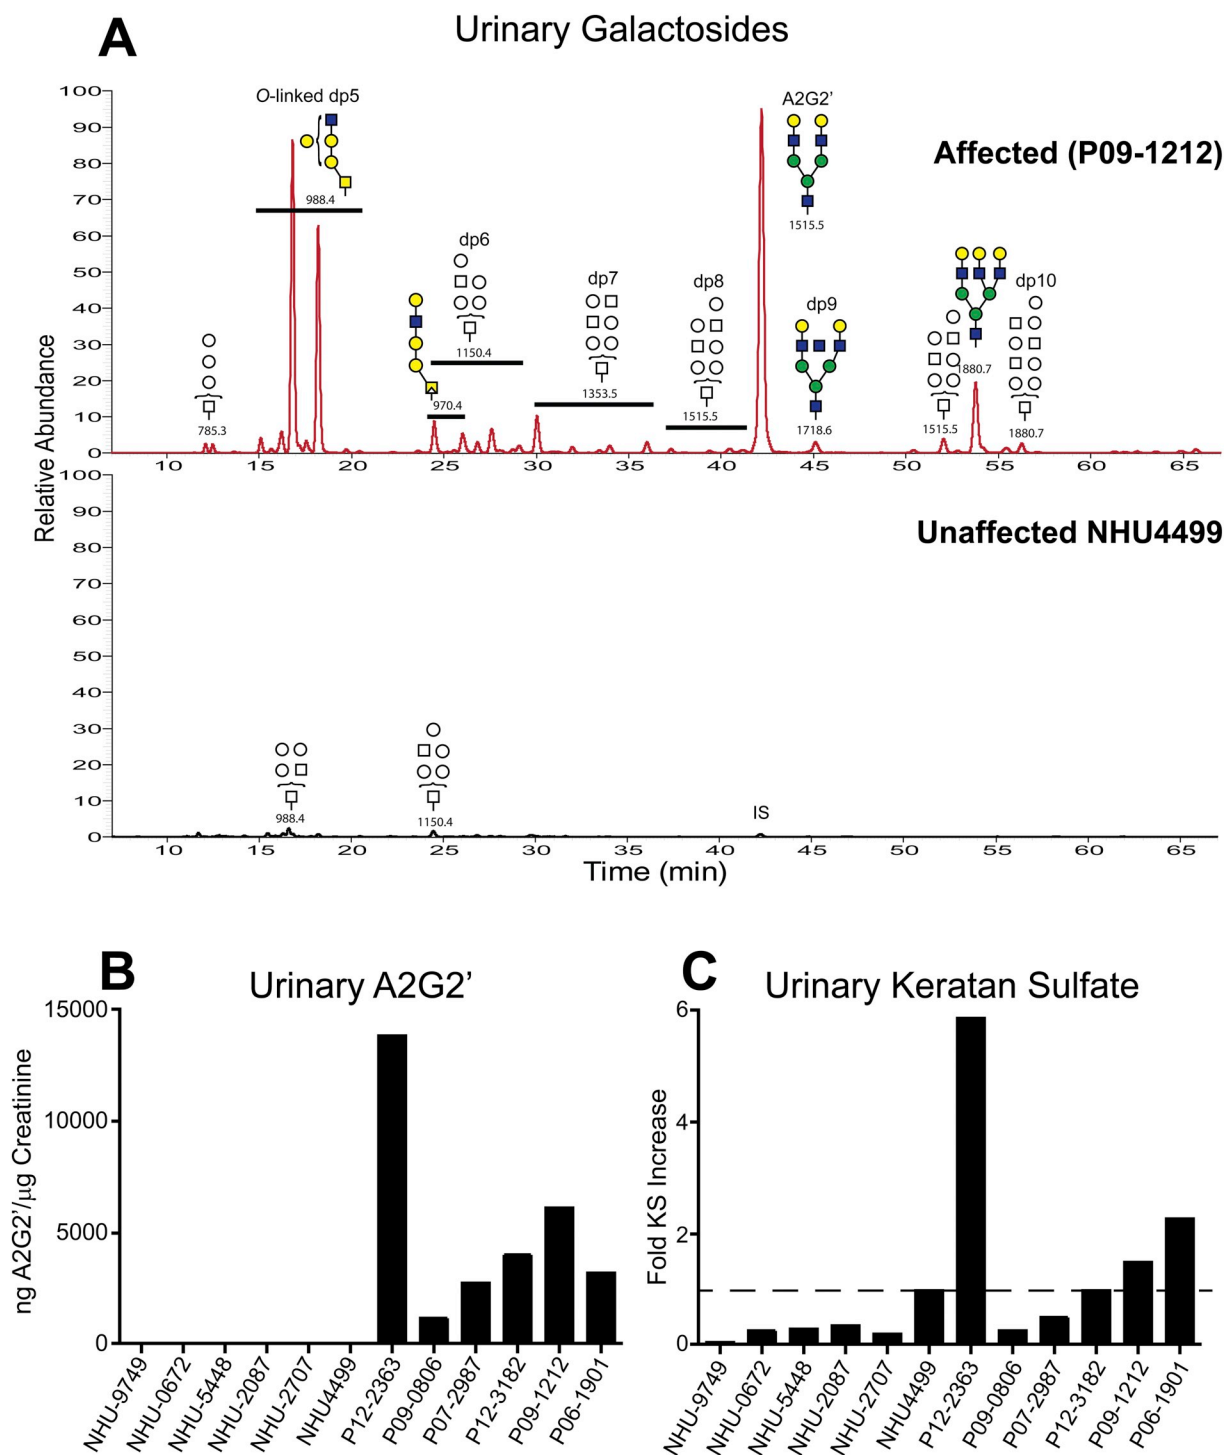 A
Urinary Galactosides
Relative Abundance
100
90
80
70
60
50
40
30
20
10
0
Affected (P09-1212)
O-linked dp5
988.4
A2G2’
1515.5
785.3
970.4
dp6
1150.4
dp7
1353.5
dp8
1515.5
dp9
1718.6
1515.5
1880.7
dp10
1880.7
10 15 20 25 30 35 40 45 50 55 60 65
100
90
80
70
60
50
40
30
20
10
0
Unaffected NHU4499
988.4
1150.4
IS
10 15 20 25 30 35 40 45 50 55 60 65
Time (min)
B
Urinary A2G2’
ng A2G2’/μg Creatinine
15000
10000
5000
0
NHU-9749
NHU-0672
NHU-5448
NHU-2087
NHU-2707
NHU4499
P12-2363
P09-0806
P07-2987
P12-3182
P09-1212
P06-1901
C
Urinary Keratan Sulfate
Fold KS Increase
6
4
2
0
NHU-9749
NHU-0672
NHU-5448
NHU-2087
NHU-2707
NHU4499
P12-2363
P09-0806
P07-2987
P12-3182
P09-1212
P06-1901